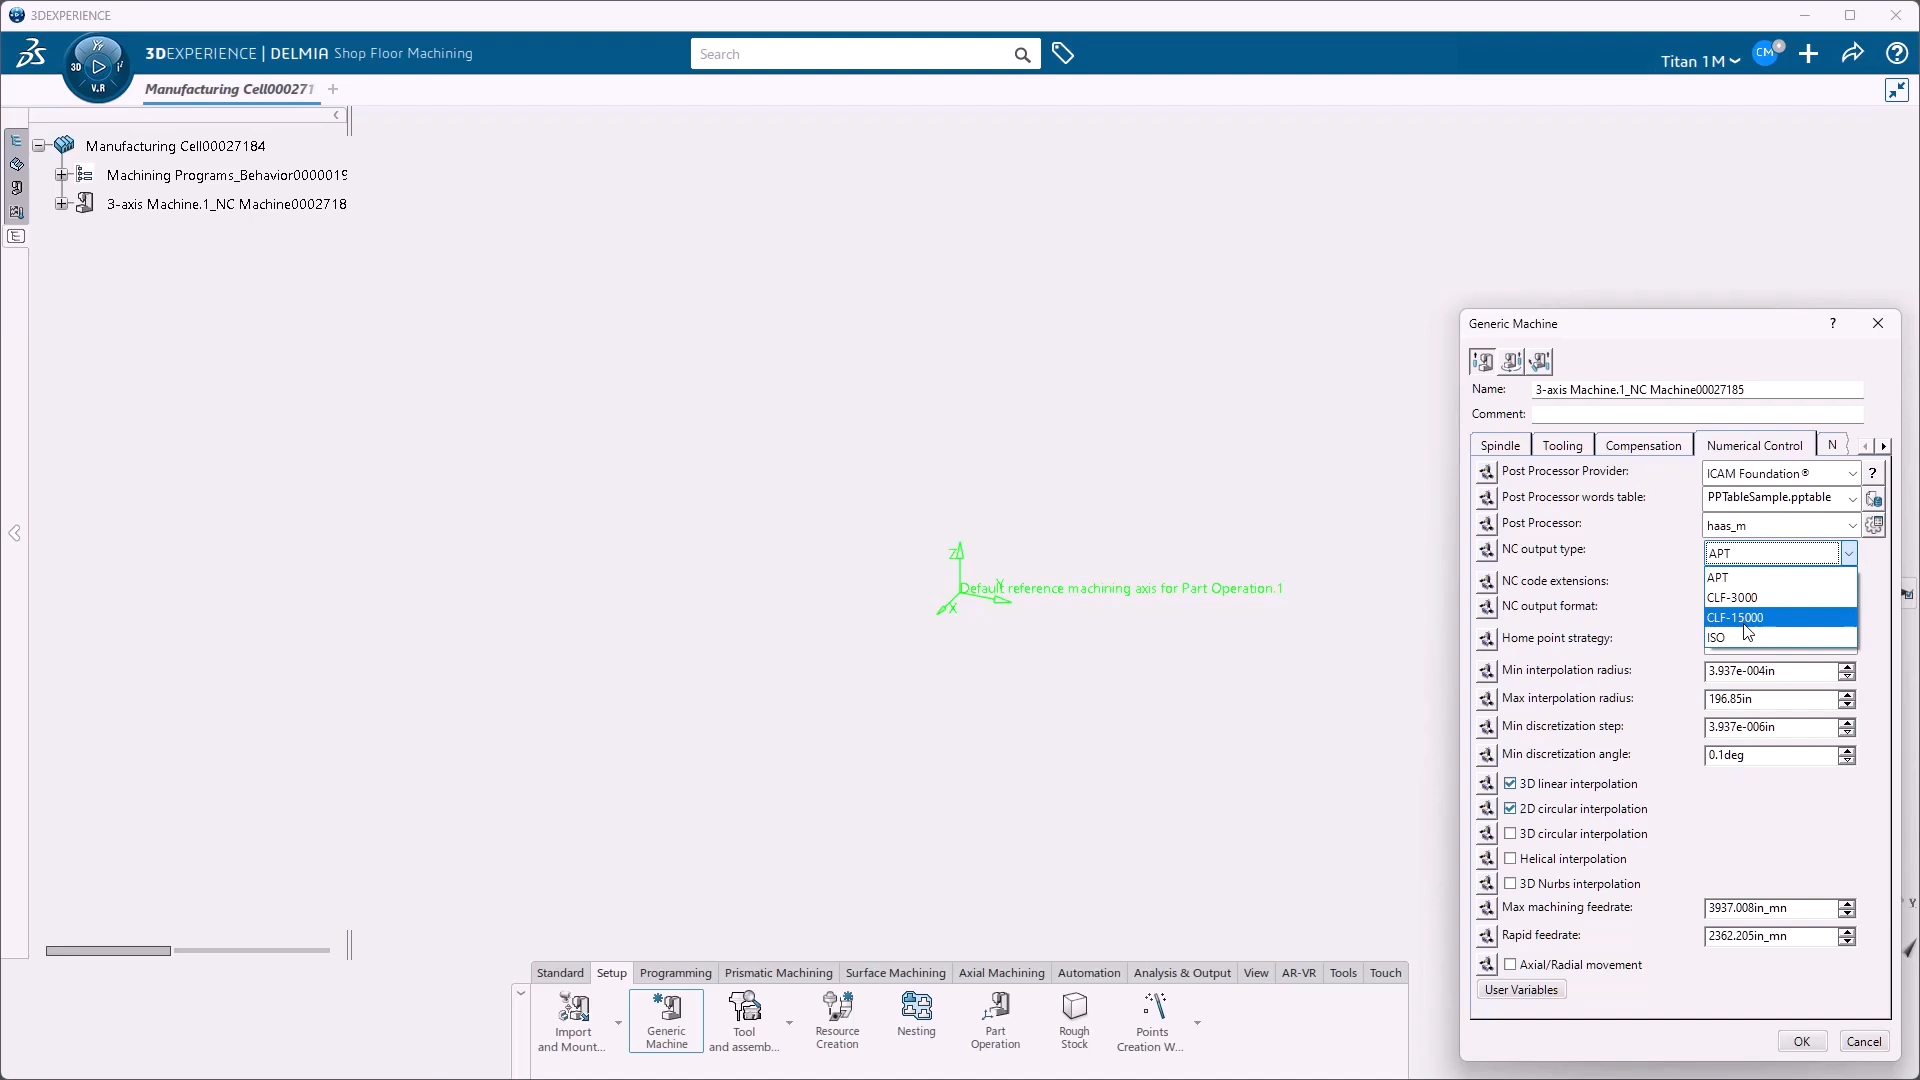 3DEXPERIENCE
3D
V.R
3DEXPERIENCE | DELMIA Shop Floor Machining
Search
Titan 1M
CM
Manufacturing Cell000271
Manufacturing Cell00027184
Machining Programs_Behavior0000019
3-axis Machine.1_NC Machine0002718
Z
Y
X
Default reference machining axis for Part Operation.1
Generic Machine
?
Name: 3-axis Machine.1_NC Machine00027185
Comment:
Spindle Tooling Compensation Numerical Control N
Post Processor Provider: ICAM Foundation® ?
Post Processor words table: PPTableSample.pptable
Post Processor: haas_m
NC output type: APT
APT
CLF-3000
CLF-15000
ISO
NC code extensions:
NC output format:
Home point strategy:
Min interpolation radius: 3.937e-004in
Max interpolation radius: 196.85in
Min discretization step: 3.937e-006in
Min discretization angle: 0.1deg
3D linear interpolation
2D circular interpolation
3D circular interpolation
Helical interpolation
3D Nurbs interpolation
Max machining feedrate: 3937.008in_mn
Rapid feedrate: 2362.205in_mn
Axial/Radial movement
User Variables
OK Cancel
Standard Setup Programming Prismatic Machining Surface Machining Axial Machining Automation Analysis & Output View AR-VR Tools Touch
Import and Mount...
Generic Machine
Tool and assemb...
Resource Creation
Nesting
Part Operation
Rough Stock
Points Creation W...